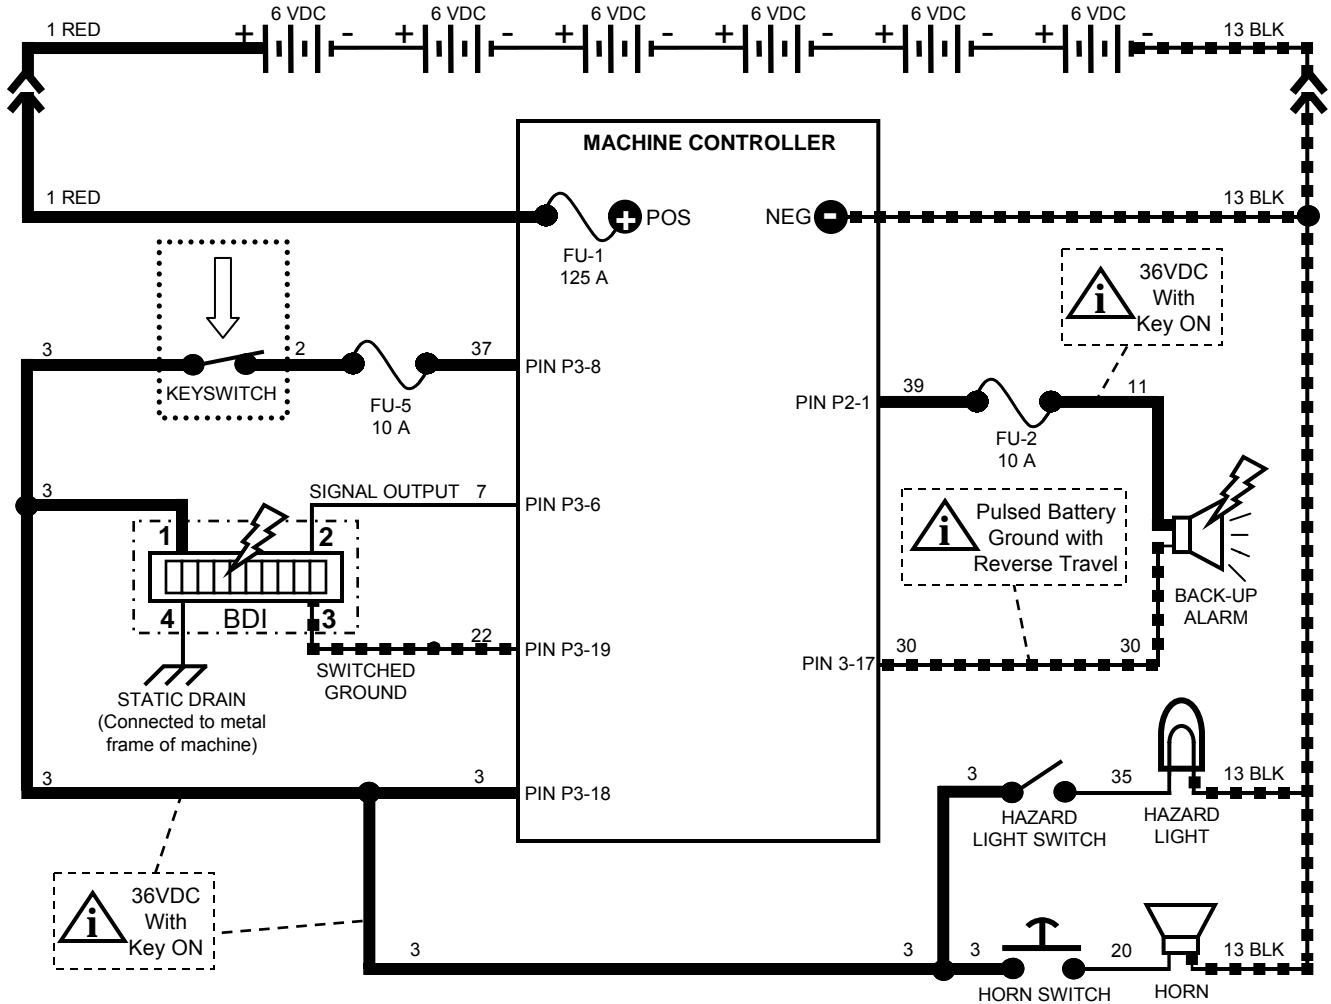 1 RED
6 VDC
6 VDC
6 VDC
6 VDC
6 VDC
6 VDC
13 BLK
+ -
+ -
+ -
+ -
+ -
+ -
MACHINE CONTROLLER
1 RED
+ POS
NEG -
13 BLK
FU-1
125 A
i
36VDC
With
Key ON
3
2
37
PIN P3-8
KEYSWITCH
FU-5
10 A
PIN P2-1
39
11
FU-2
10 A
3
SIGNAL OUTPUT 7
PIN P3-6
1
2
4
BDI
3
i
Pulsed Battery
Ground with
Reverse Travel
BACK-UP
ALARM
22
PIN P3-19
SWITCHED
GROUND
PIN 3-17
30
30
STATIC DRAIN
(Connected to metal
frame of machine)
3
3
PIN P3-18
3
35
13 BLK
HAZARD
LIGHT SWITCH
HAZARD
LIGHT
i
36VDC
With
Key ON
3
3
3
20
13 BLK
HORN SWITCH
HORN